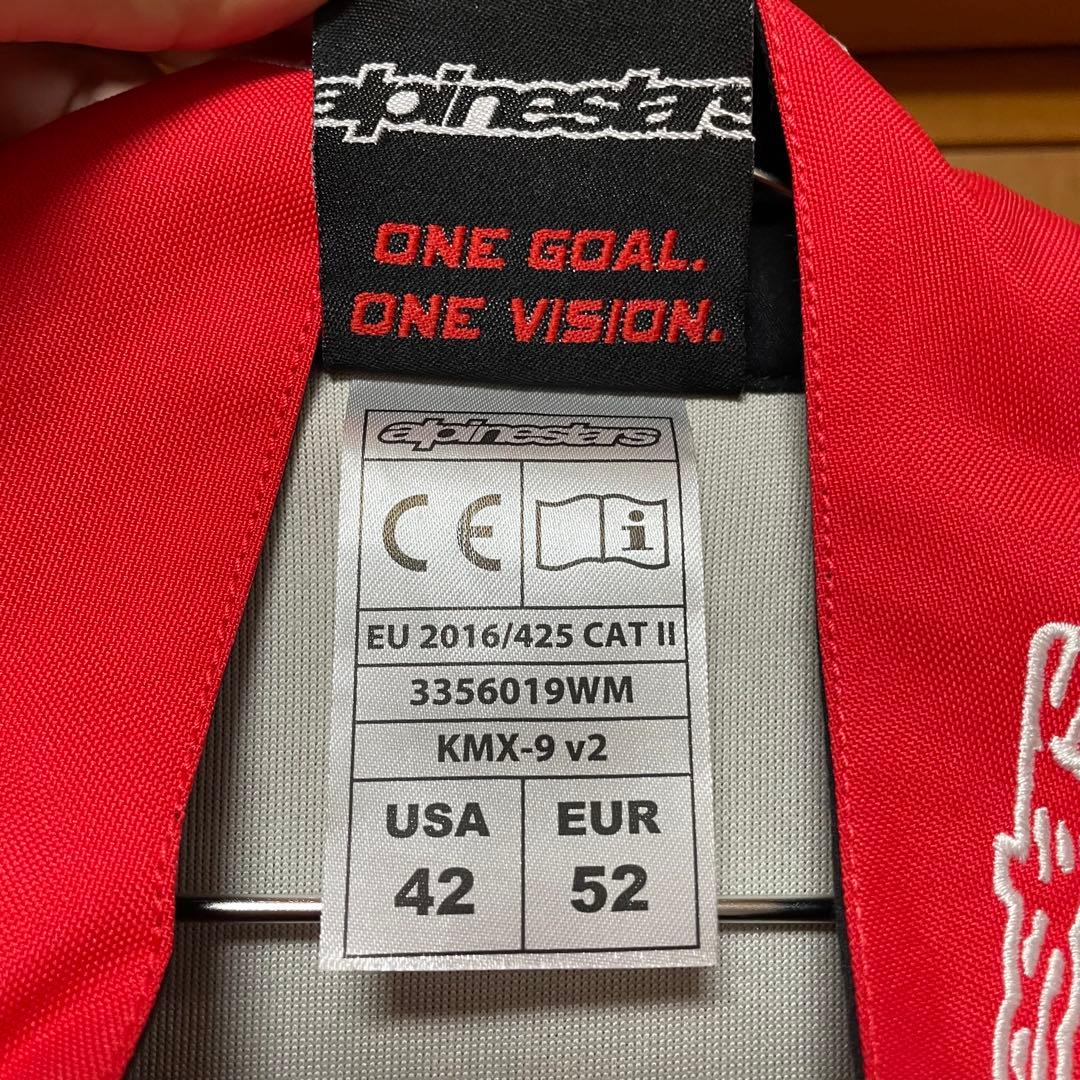 alpinestars
ONE GOAL.
ONE VISION.
alpinestars
CE i
EU 2016/425 CAT II
3356019WM
KMX-9 v2
USA EUR
42 52